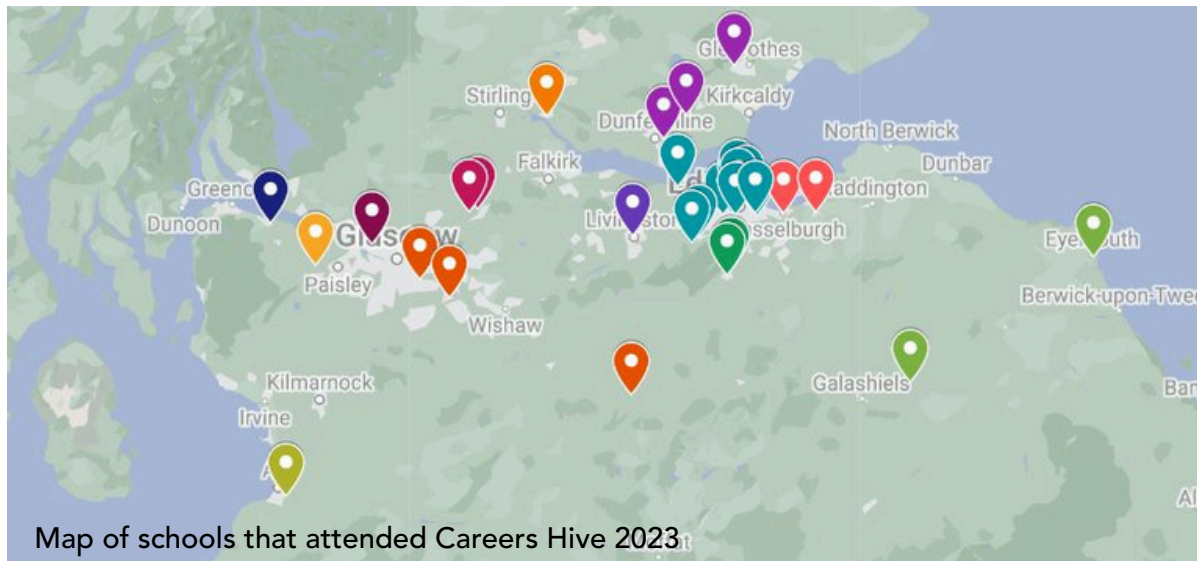 Glenrothes
Stirling
Kirkcaldy
Dunfermline
North Berwick
Falkirk
Dunbar
Greenock
Haddington
Dunoon
Livingston
Glasgow
Musselburgh
Eyemouth
Paisley
Berwick-upon-Twee
Wishaw
Kilmarnock
Galashiels
Irvine
Map of schools that attended Careers Hive 2023